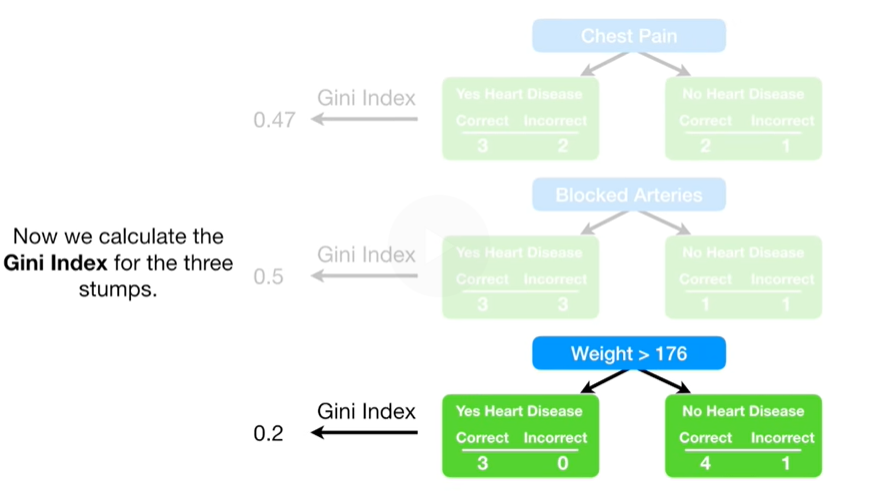 Chest Pain
Gini Index
0.47
Yes Heart Disease
Correct Incorrect
3 2
No Heart Disease
Correct Incorrect
2 1
Blocked Arteries
Now we calculate the
Gini Index for the three
stumps.
Gini Index
0.5
Yes Heart Disease
Correct Incorrect
3 3
No Heart Disease
Correct Incorrect
1 1
Weight > 176
Gini Index
0.2
Yes Heart Disease
Correct Incorrect
3 0
No Heart Disease
Correct Incorrect
4 1